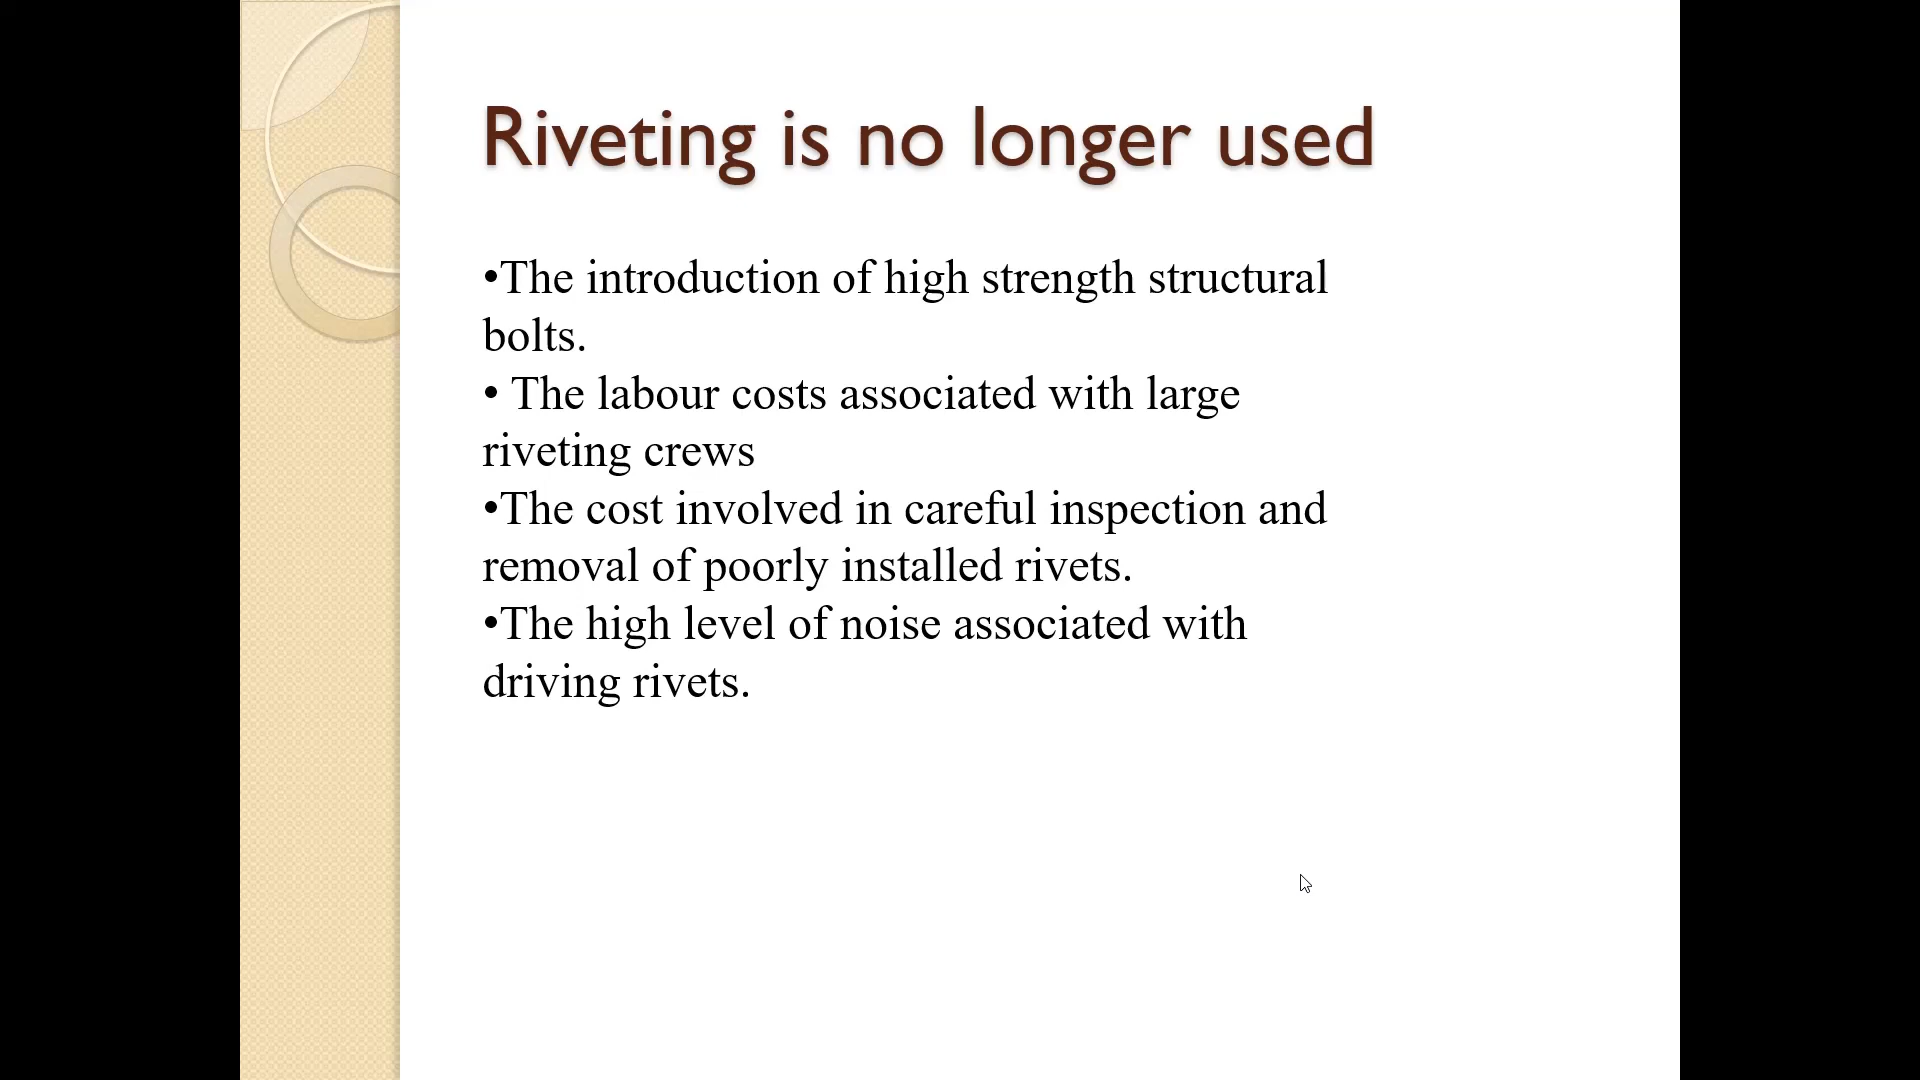 Riveting is no longer used
•The introduction of high strength structural
bolts.
• The labour costs associated with large
riveting crews
•The cost involved in careful inspection and
removal of poorly installed rivets.
•The high level of noise associated with
driving rivets.